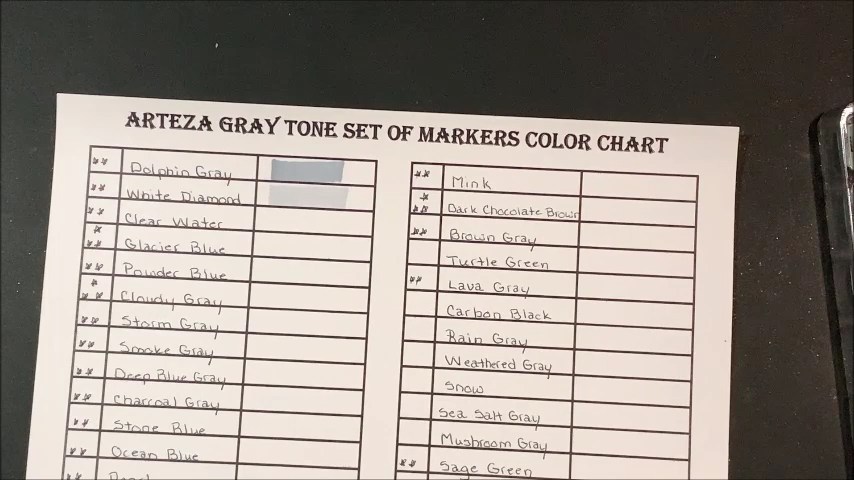 ARTEZA GRAY TONE SET OF MARKERS COLOR CHART
** Dolphin Gray
** White Diamond
** Clear Water
*** Glacier Blue
** Powder Blue
*** Cloudy Gray
** Storm Gray
** Smoke Gray
** Deep Blue Gray
** Charcoal Gray
** Stone Blue
** Ocean Blue
**
** Mink
*** Dark Chocolate Brown
** Brown Gray
Turtle Green
** Lava Gray
Carbon Black
Rain Gray
Weathered Gray
Snow
Sea Salt Gray
Mushroom Gray
** Sage Green